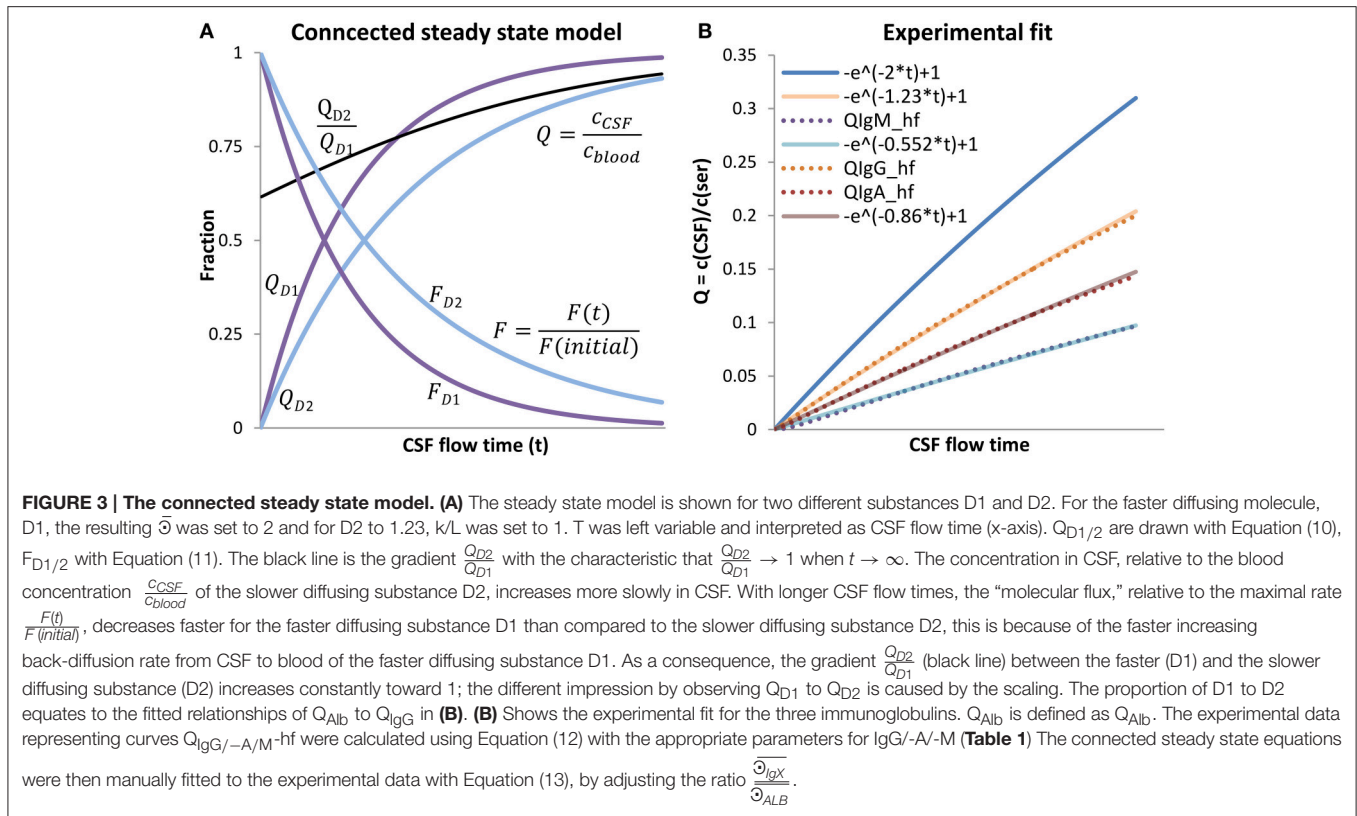 A Conncected steady state model
1
0.75
0.5
0.25
0
Fraction
Q_D2 / Q_D1
Q = c_CSF / c_blood
Q_D1
F_D2
F = F(t) / F(initial)
Q_D2
F_D1
CSF flow time (t)
B Experimental fit
0.35
0.3
0.25
0.2
0.15
0.1
0.05
0
Q = c(CSF)/c(ser)
-e^(-2*t)+1
-e^(-1.23*t)+1
QIgM_hf
-e^(-0.552*t)+1
QIgG_hf
QIgA_hf
-e^(-0.86*t)+1
CSF flow time
FIGURE 3 | The connected steady state model. (A) The steady state model is shown for two different substances D1 and D2. For the faster diffusing molecule,
D1, the resulting Ͽ̅ was set to 2 and for D2 to 1.23, k/L was set to 1. T was left variable and interpreted as CSF flow time (x-axis). Q_D1/2 are drawn with Equation (10),
F_D1/2 with Equation (11). The black line is the gradient Q_D2/Q_D1 with the characteristic that Q_D2/Q_D1 → 1 when t → ∞. The concentration in CSF, relative to the blood
concentration c_CSF/c_blood of the slower diffusing substance D2, increases more slowly in CSF. With longer CSF flow times, the “molecular flux,” relative to the maximal rate
F(t)/F(initial), decreases faster for the faster diffusing substance D1 than compared to the slower diffusing substance D2, this is because of the faster increasing
back-diffusion rate from CSF to blood of the faster diffusing substance D1. As a consequence, the gradient Q_D2/Q_D1 (black line) between the faster (D1) and the slower
diffusing substance (D2) increases constantly toward 1; the different impression by observing Q_D1 to Q_D2 is caused by the scaling. The proportion of D1 to D2
equates to the fitted relationships of Q_Alb to Q_IgG in (B). (B) Shows the experimental fit for the three immunoglobulins. Q_Alb is defined as Q_Alb. The experimental data
representing curves Q_IgG/−A/M-hf were calculated using Equation (12) with the appropriate parameters for IgG/-A/-M (Table 1) The connected steady state equations
were then manually fitted to the experimental data with Equation (13), by adjusting the ratio Ͽ̅_IgX/Ͽ̅_ALB.